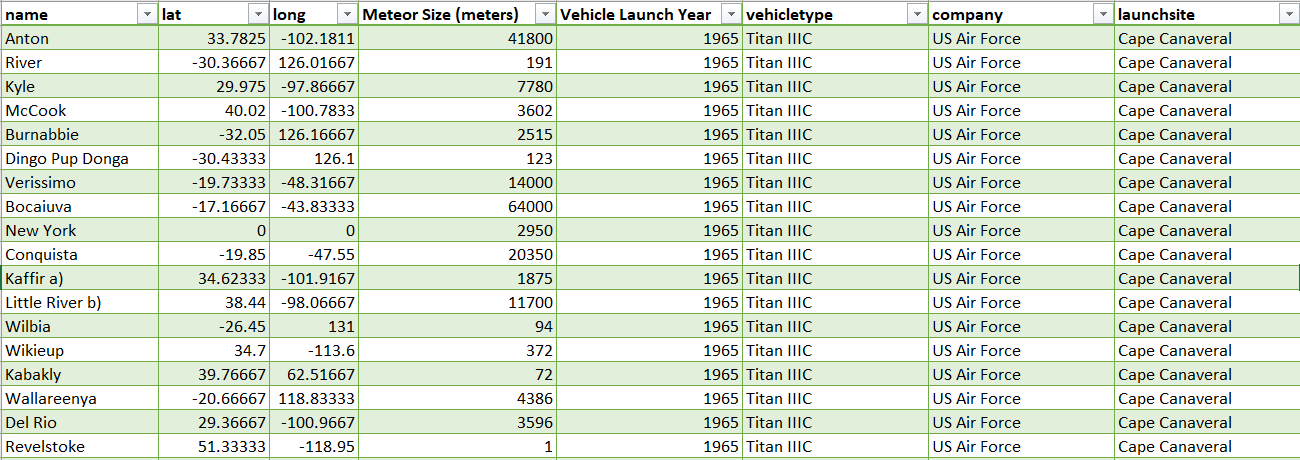 name lat long Meteor Size (meters) Vehicle Launch Year vehicletype company launchsite
Anton 33.7825 -102.1811 41800 1965 Titan IIIC US Air Force Cape Canaveral
River -30.36667 126.01667 191 1965 Titan IIIC US Air Force Cape Canaveral
Kyle 29.975 -97.86667 7780 1965 Titan IIIC US Air Force Cape Canaveral
McCook 40.02 -100.7833 3602 1965 Titan IIIC US Air Force Cape Canaveral
Burnabbie -32.05 126.16667 2515 1965 Titan IIIC US Air Force Cape Canaveral
Dingo Pup Donga -30.43333 126.1 123 1965 Titan IIIC US Air Force Cape Canaveral
Verissimo -19.73333 -48.31667 14000 1965 Titan IIIC US Air Force Cape Canaveral
Bocaiuva -17.16667 -43.83333 64000 1965 Titan IIIC US Air Force Cape Canaveral
New York 0 0 2950 1965 Titan IIIC US Air Force Cape Canaveral
Conquista -19.85 -47.55 20350 1965 Titan IIIC US Air Force Cape Canaveral
Kaffir a) 34.62333 -101.9167 1875 1965 Titan IIIC US Air Force Cape Canaveral
Little River b) 38.44 -98.06667 11700 1965 Titan IIIC US Air Force Cape Canaveral
Wilbia -26.45 131 94 1965 Titan IIIC US Air Force Cape Canaveral
Wikieup 34.7 -113.6 372 1965 Titan IIIC US Air Force Cape Canaveral
Kabakly 39.76667 62.51667 72 1965 Titan IIIC US Air Force Cape Canaveral
Wallareenya -20.66667 118.83333 4386 1965 Titan IIIC US Air Force Cape Canaveral
Del Rio 29.36667 -100.9667 3596 1965 Titan IIIC US Air Force Cape Canaveral
Revelstoke 51.33333 -118.95 1 1965 Titan IIIC US Air Force Cape Canaveral